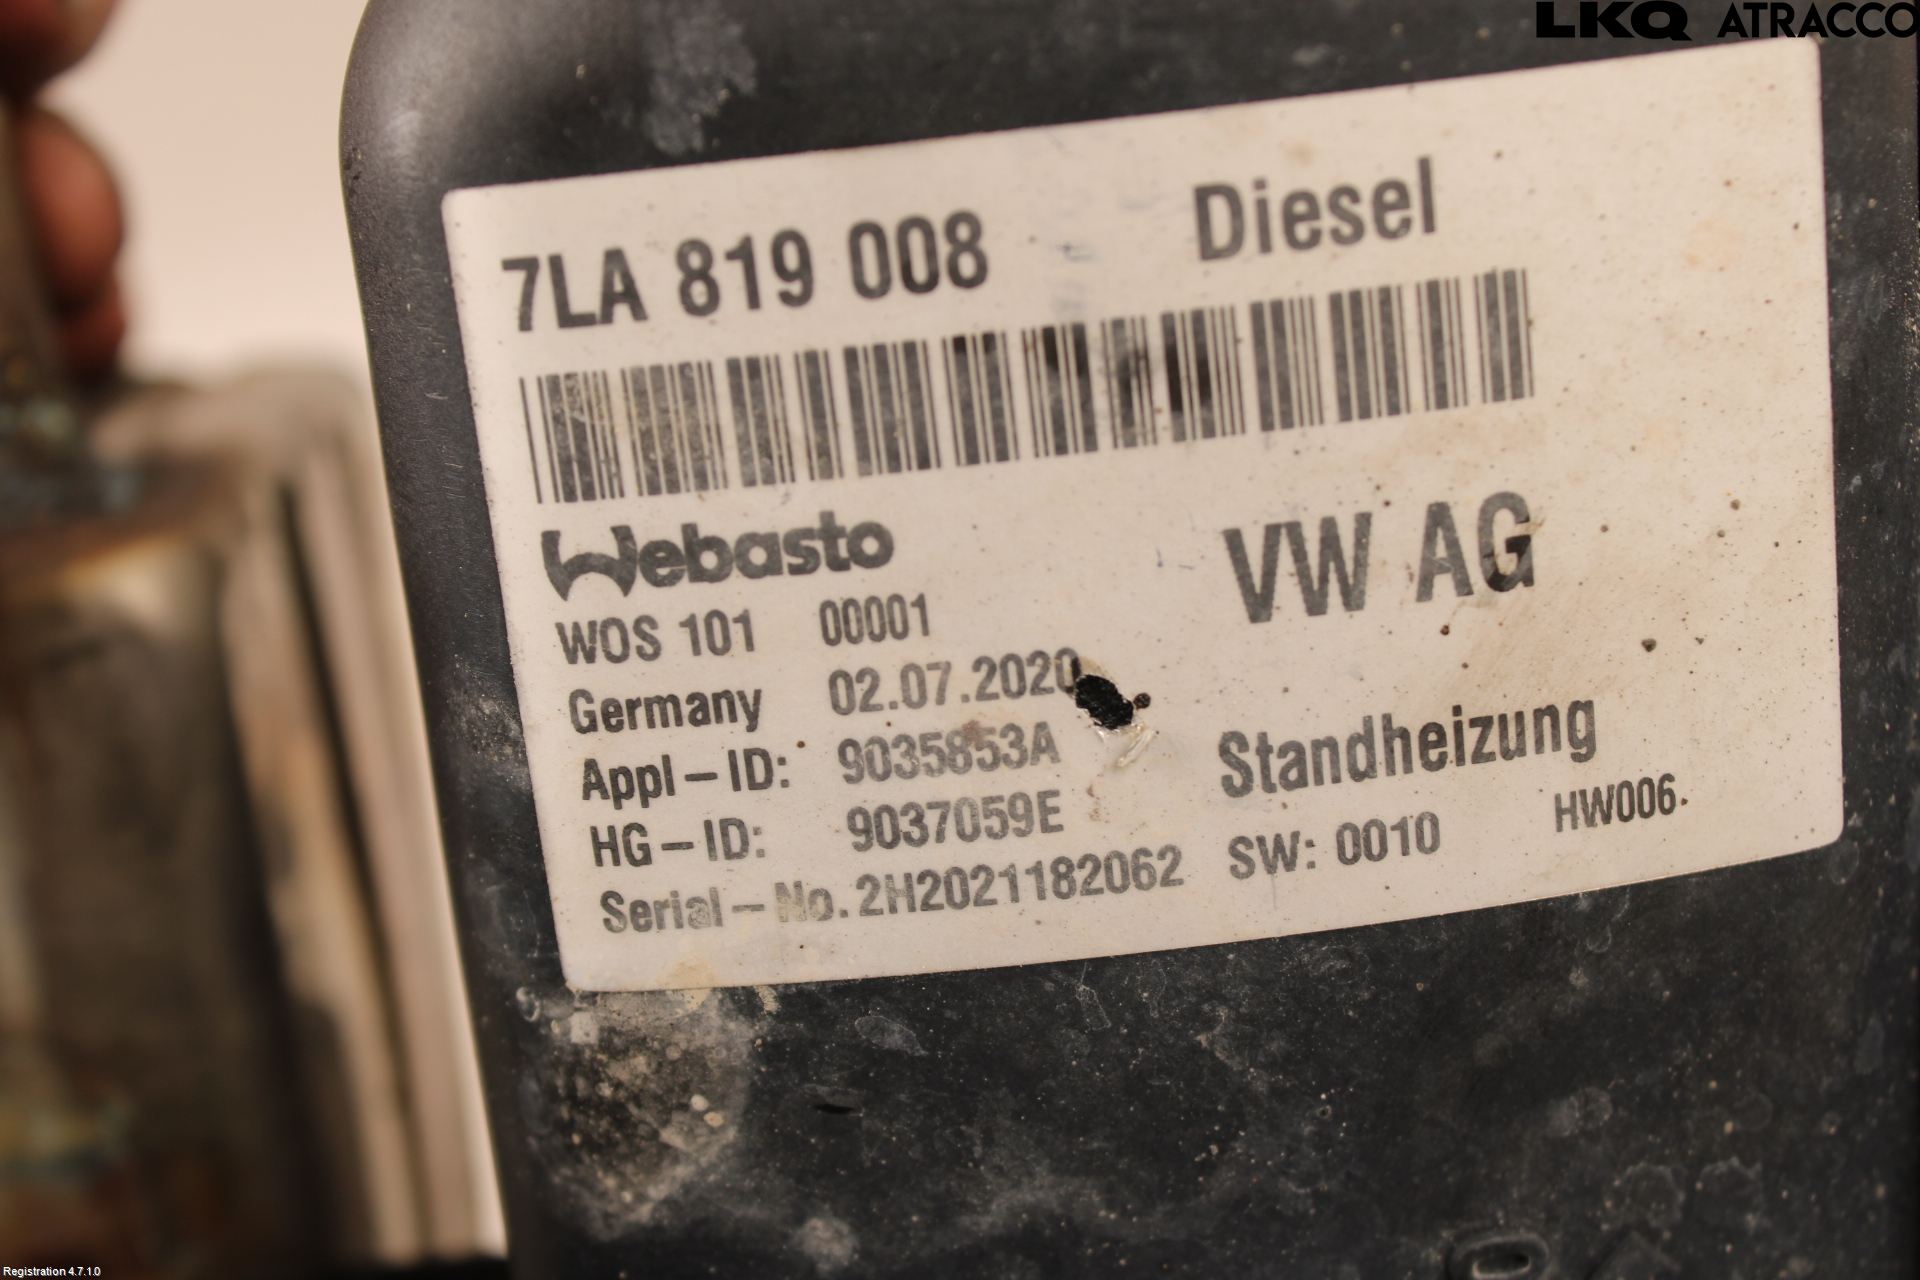 LKQ ATRACCO
7LA 819 008 Diesel
Webasto
VW AG
WOS 101 00001
Germany 02.07.2020
Appl-ID: 9035853A
Standheizung
HG-ID: 9037059E
Serial-No. 2H2021182062 SW: 0010 HW006.
Registration 4.7.1.0